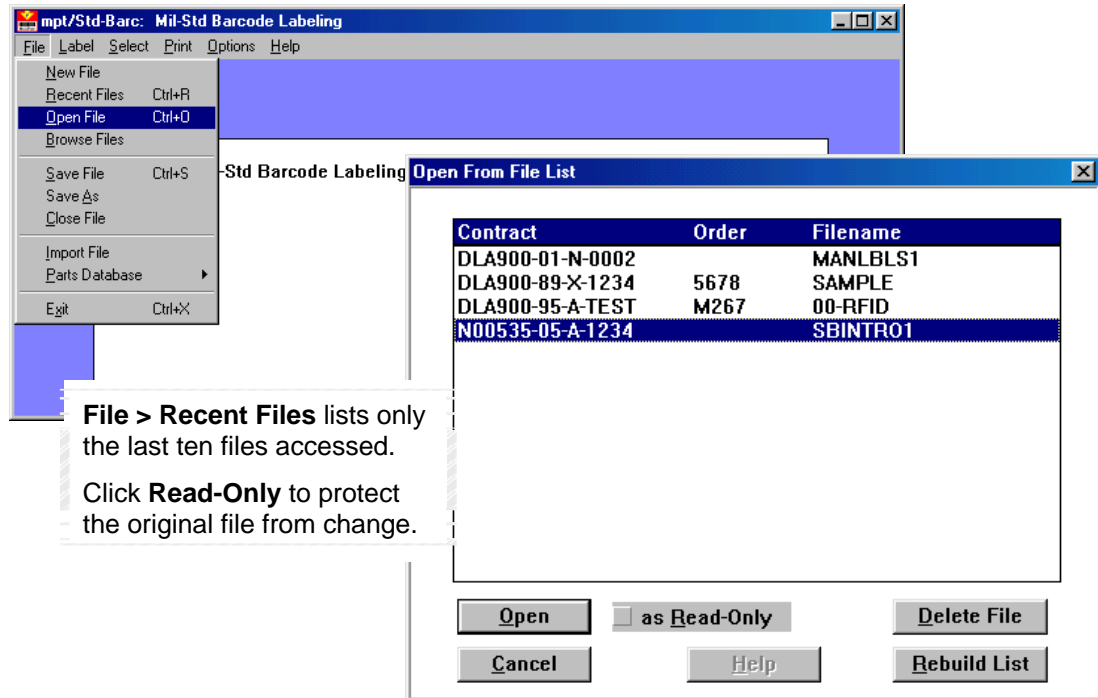 mpt/Std-Barc: Mil-Std Barcode Labeling
File Label Select Print Options Help
New File
Recent Files Ctrl+R
Open File Ctrl+O
Browse Files
Save File Ctrl+S
Save As
Close File
Import File
Parts Database
Exit Ctrl+X
-Std Barcode Labeling
Open From File List
Contract Order Filename
DLA900-01-N-0002 MANLBLS1
DLA900-89-X-1234 5678 SAMPLE
DLA900-95-A-TEST M267 00-RFID
N00535-05-A-1234 SBINTRO1
File > Recent Files lists only
the last ten files accessed.
Click Read-Only to protect
the original file from change.
Open as Read-Only Delete File
Cancel Help Rebuild List